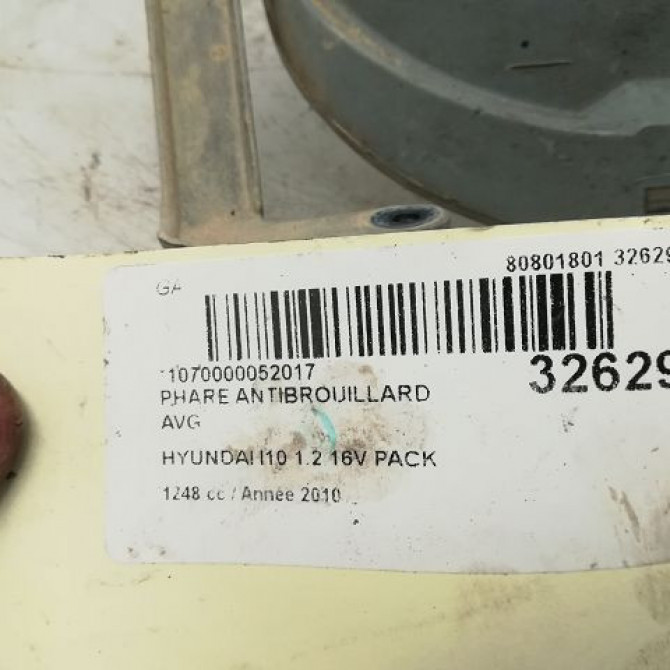 GA
80801801 32629
1070000052017
32629
PHARE ANTIBROUILLARD
AVG
HYUNDAI I10 1.2 16V PACK
1248 cc / Année 2010